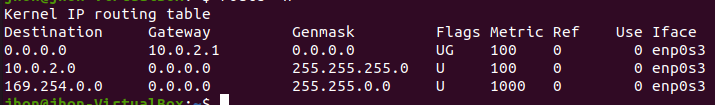 Kernel IP routing table
Destination     Gateway         Genmask         Flags Metric Ref    Use Iface
0.0.0.0         10.0.2.1        0.0.0.0         UG    100    0        0 enp0s3
10.0.2.0        0.0.0.0         255.255.255.0   U     100    0        0 enp0s3
169.254.0.0     0.0.0.0         255.255.0.0     U     1000   0        0 enp0s3
jhon@jhon-VirtualBox:~$